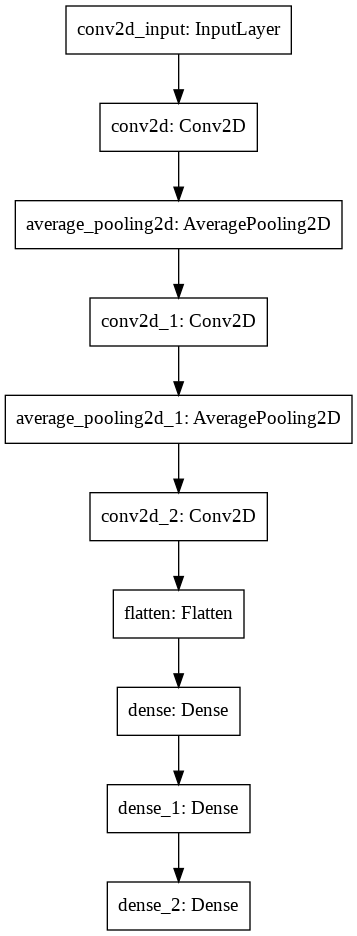 conv2d_input: InputLayer
conv2d: Conv2D
average_pooling2d: AveragePooling2D
conv2d_1: Conv2D
average_pooling2d_1: AveragePooling2D
conv2d_2: Conv2D
flatten: Flatten
dense: Dense
dense_1: Dense
dense_2: Dense